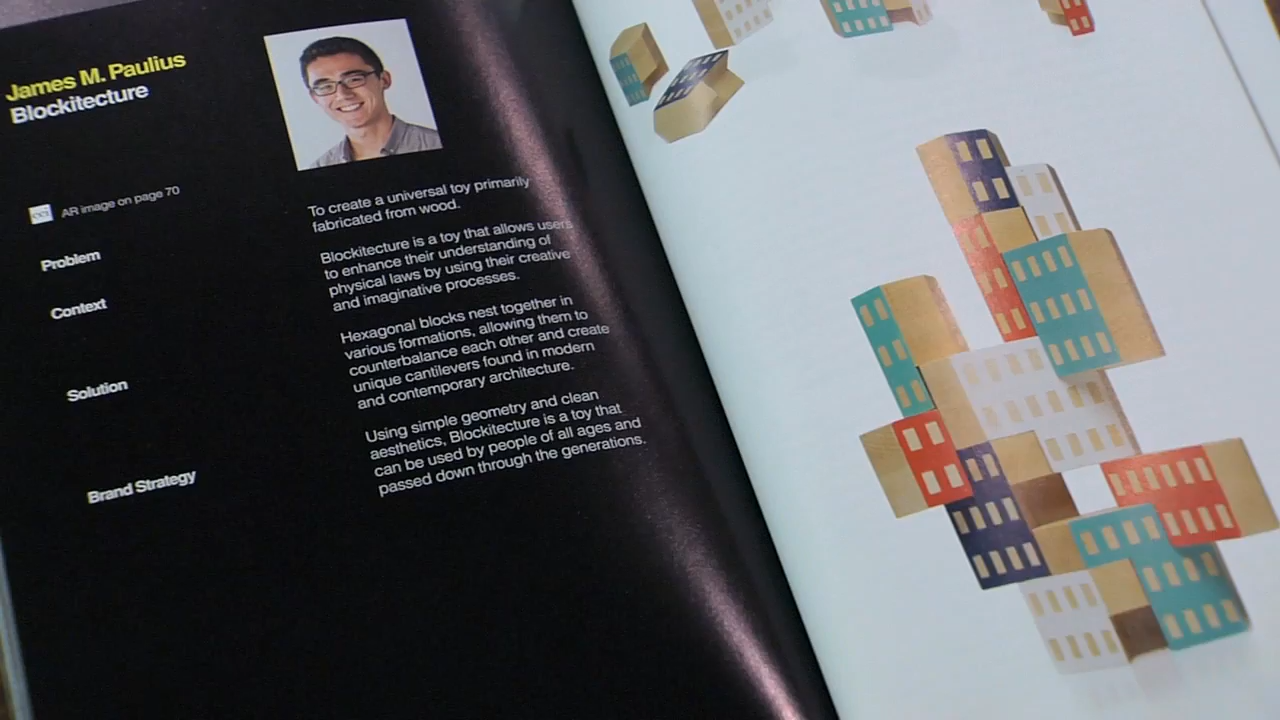 James M. Paulius
Blockitecture
AR image on page 70
Problem
To create a universal toy primarily
fabricated from wood.
Context
Blockitecture is a toy that allows users
to enhance their understanding of
physical laws by using their creative
and imaginative processes.
Solution
Hexagonal blocks nest together in
various formations, allowing them to
counterbalance each other and create
unique cantilevers found in modern
and contemporary architecture.
Brand Strategy
Using simple geometry and clean
aesthetics, Blockitecture is a toy that
can be used by people of all ages and
passed down through the generations.